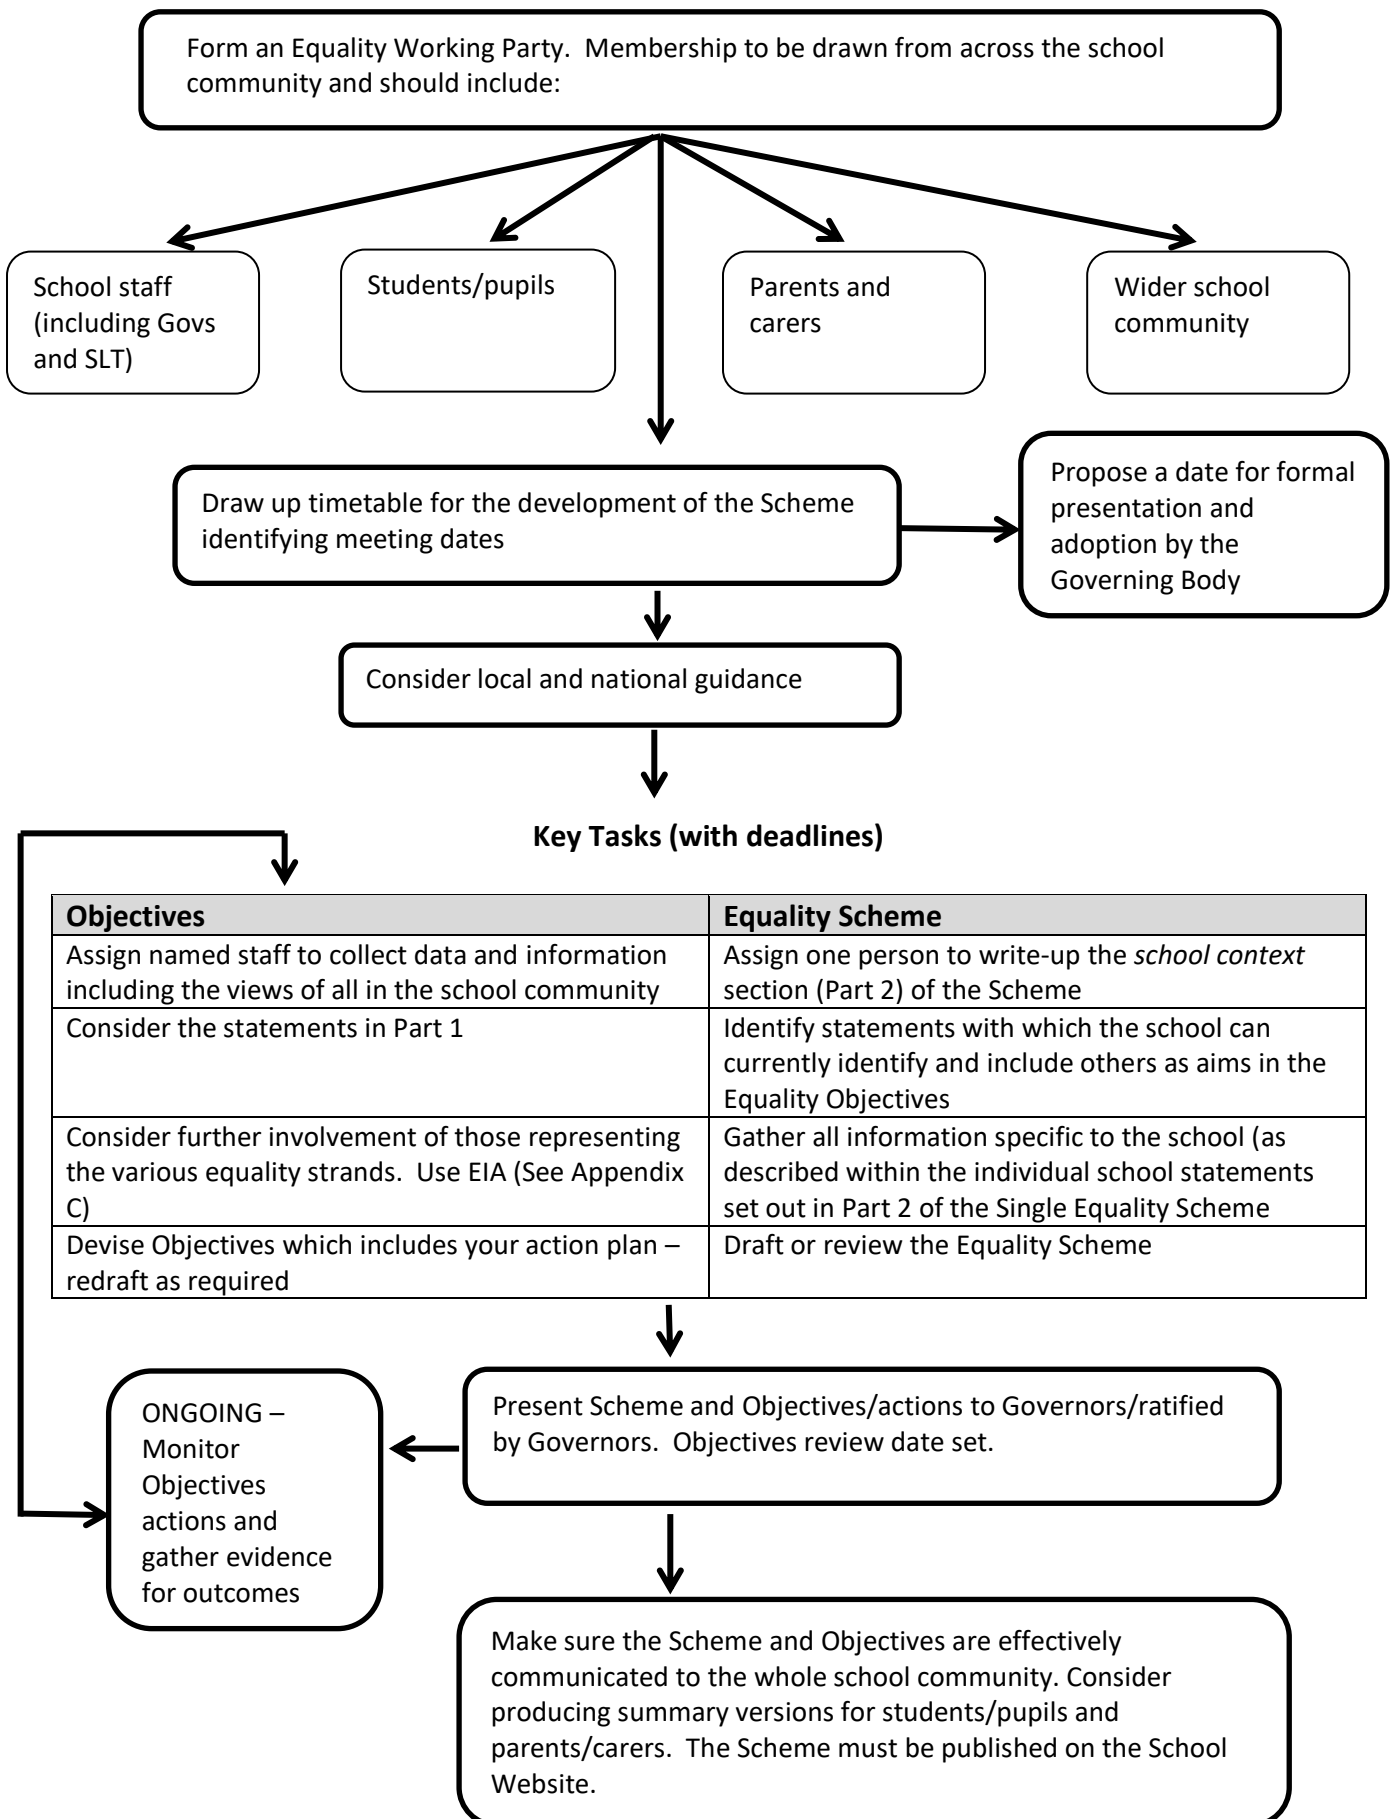 Form an Equality Working Party.  Membership to be drawn from across the school
community and should include:
School staff
(including Govs
and SLT)
Students/pupils
Parents and
carers
Wider school
community
Draw up timetable for the development of the Scheme
identifying meeting dates
Propose a date for formal
presentation and
adoption by the
Governing Body
Consider local and national guidance
Key Tasks (with deadlines)
Objectives
Equality Scheme
Assign named staff to collect data and information
including the views of all in the school community
Assign one person to write-up the school context
section (Part 2) of the Scheme
Consider the statements in Part 1
Identify statements with which the school can
currently identify and include others as aims in the
Equality Objectives
Consider further involvement of those representing
the various equality strands.  Use EIA (See Appendix
C)
Gather all information specific to the school (as
described within the individual school statements
set out in Part 2 of the Single Equality Scheme
Devise Objectives which includes your action plan –
redraft as required
Draft or review the Equality Scheme
Present Scheme and Objectives/actions to Governors/ratified
by Governors.  Objectives review date set.
ONGOING –
Monitor
Objectives
actions and
gather evidence
for outcomes
Make sure the Scheme and Objectives are effectively
communicated to the whole school community. Consider
producing summary versions for students/pupils and
parents/carers.  The Scheme must be published on the School
Website.